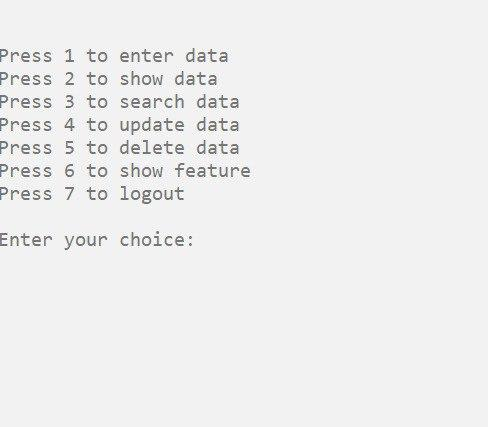 Press 1 to enter data
Press 2 to show data
Press 3 to search data
Press 4 to update data
Press 5 to delete data
Press 6 to show feature
Press 7 to logout
Enter your choice: